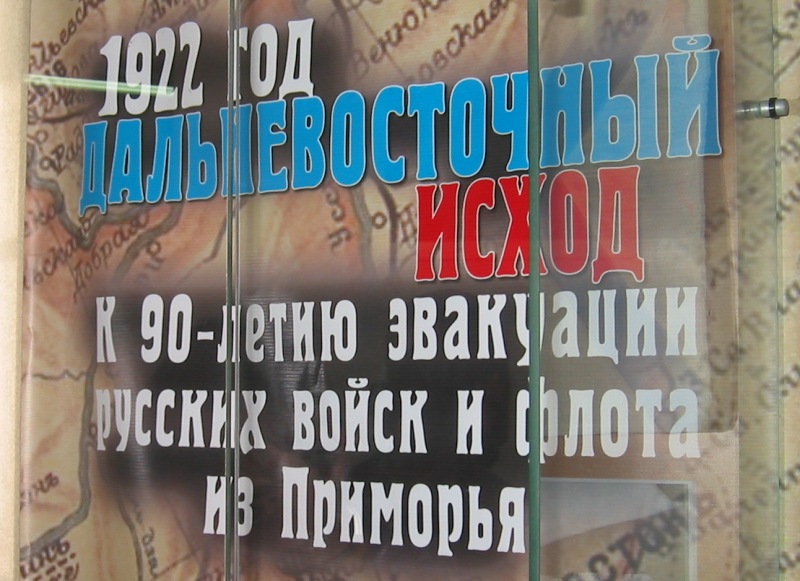 1922 год
ДАЛЬНЕВОСТОЧНЫЙ
ИСХОД
К 90-летию эвакуации
русских войск и флота
из Приморья